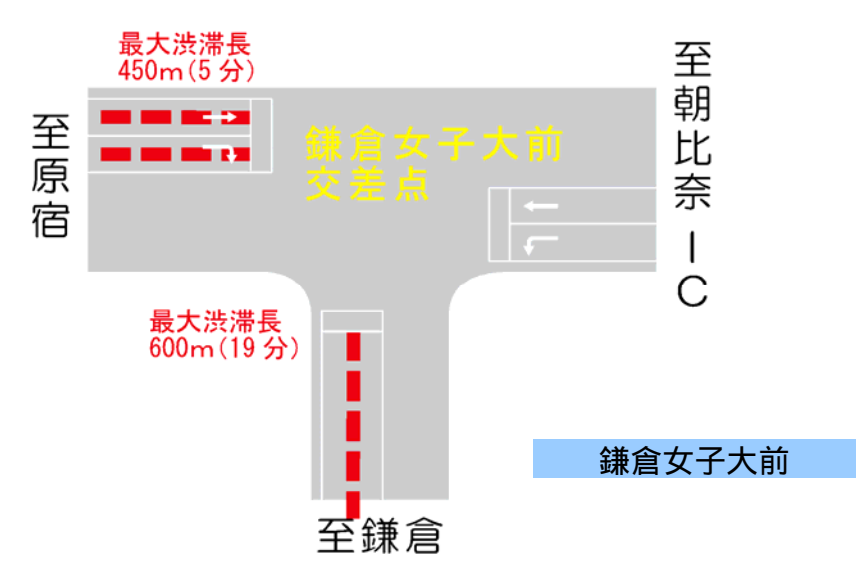 最大渋滞長
450m(5分)
至原宿
鎌倉女子大前
交差点
至朝比奈IC
最大渋滞長
600m(19分)
鎌倉女子大前
至鎌倉